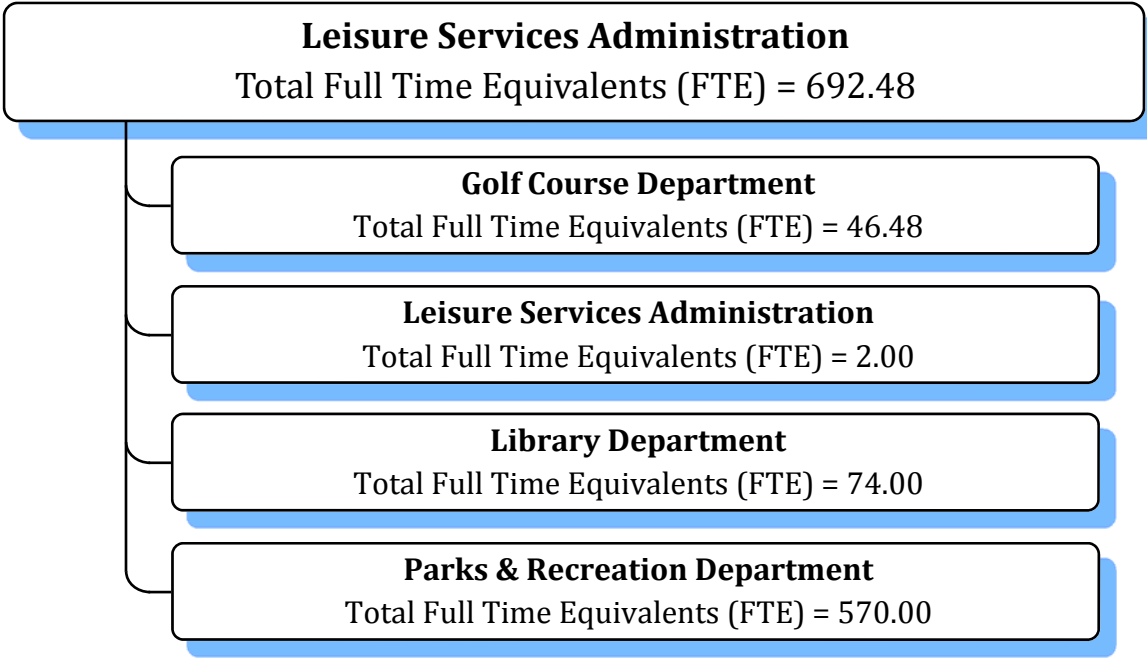 Leisure Services Administration
Total Full Time Equivalents (FTE) = 692.48
Golf Course Department
Total Full Time Equivalents (FTE) = 46.48
Leisure Services Administration
Total Full Time Equivalents (FTE) = 2.00
Library Department
Total Full Time Equivalents (FTE) = 74.00
Parks & Recreation Department
Total Full Time Equivalents (FTE) = 570.00